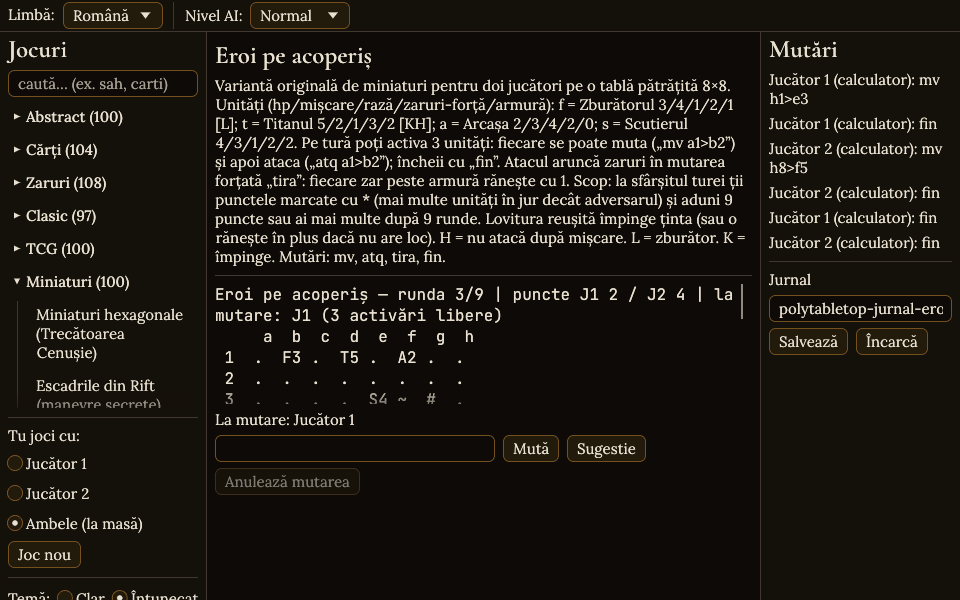 Limbă:
Română
Nivel AI:
Normal
Jocuri
caută... (ex. sah, carti)
Abstract (100)
Cărți (104)
Zaruri (108)
Clasic (97)
TCG (100)
Miniaturi (100)
Miniaturi hexagonale
(Trecătoarea
Cenușie)
Escadrile din Rift
(manevre secrete)
Tu joci cu:
Jucător 1
Jucător 2
Ambele (la masă)
Joc nou
Temă: Clar Întunecat
Eroi pe acoperiș
Variantă originală de miniaturi pentru doi jucători pe o tablă pătrățită 8×8.
Unități (hp/mișcare/rază/zaruri-forță/armură): f = Zburătorul 3/4/1/2/1
[L]; t = Titanul 5/2/1/3/2 [KH]; a = Arcașa 2/3/4/2/0; s = Scutierul
4/3/1/2/2. Pe tură poți activa 3 unități: fiecare se poate muta („mv a1>b2”)
și apoi ataca („atq a1>b2”); închei cu „fin”. Atacul aruncă zaruri în mutarea
forțată „tira”: fiecare zar peste armură rănește cu 1. Scop: la sfârșitul turei ții
punctele marcate cu * (mai multe unități în jur decât adversarul) și aduni 9
puncte sau ai mai multe după 9 runde. Lovitura reușită împinge ținta (sau o
rănește în plus dacă nu are loc). H = nu atacă după mișcare. L = zburător. K =
împinge. Mutări: mv, atq, tira, fin.
Eroi pe acoperiș — runda 3/9 | puncte J1 2 / J2 4 | la
mutare: J1 (3 activări libere)
a b c d e f g h
1 . F3 . T5 . A2 . .
2 . . . . . . . .
3 . . . . S4 ~ # .
La mutare: Jucător 1
Mută
Sugestie
Anulează mutarea
Mutări
Jucător 1 (calculator): mv
h1>e3
Jucător 1 (calculator): fin
Jucător 2 (calculator): mv
h8>f5
Jucător 2 (calculator): fin
Jucător 1 (calculator): fin
Jucător 2 (calculator): fin
Jurnal
polytabletop-jurnal-ero
Salvează
Încarcă